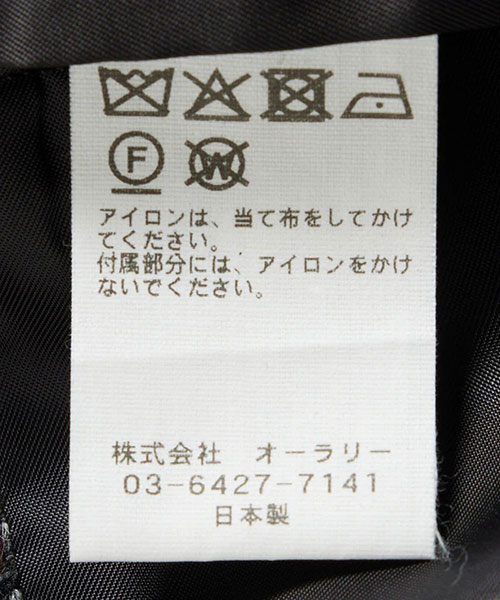 F W
アイロンは、当て布をしてかけ
てください。
付属部分には、アイロンをかけ
ないでください。
株式会社　オーラリー
03-6427-7141
日本製